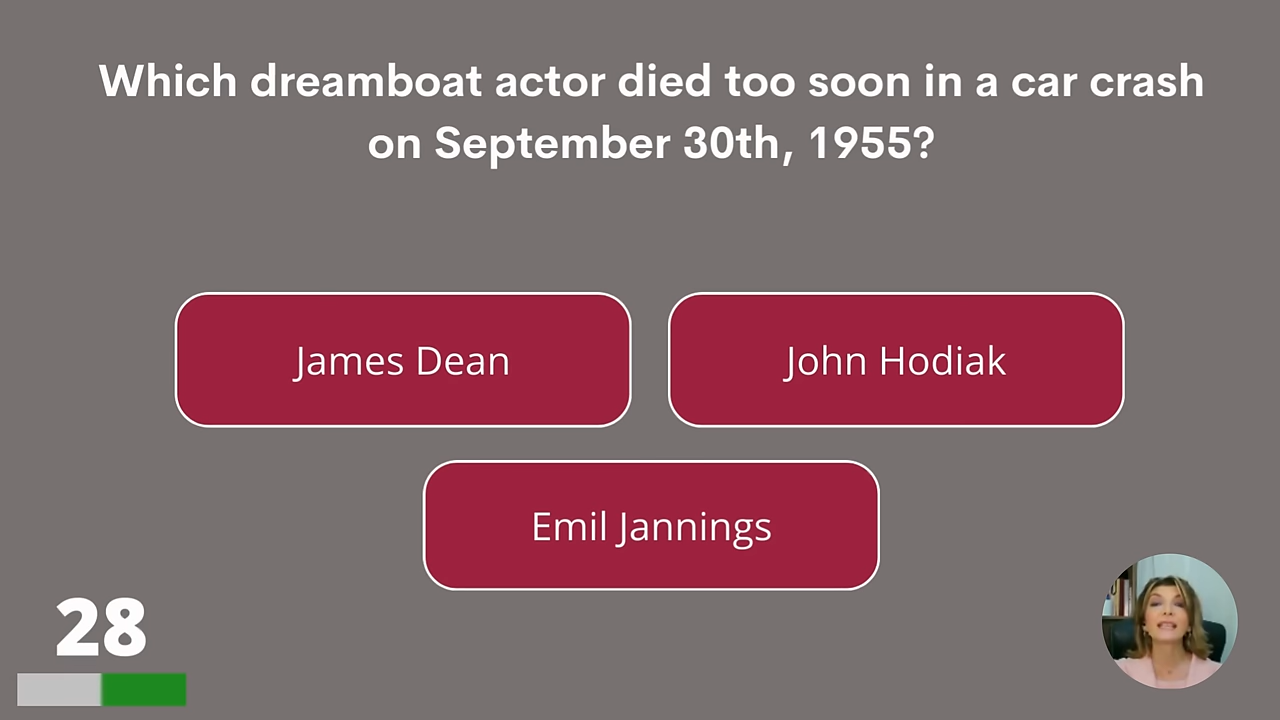 Which dreamboat actor died too soon in a car crash
on September 30th, 1955?
James Dean
John Hodiak
Emil Jannings
28